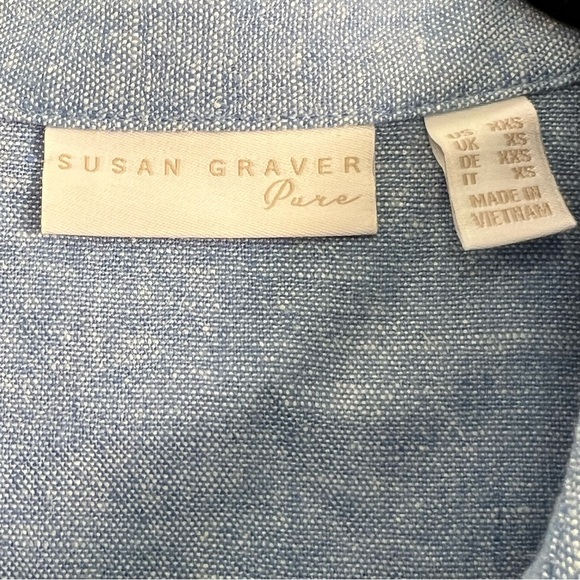 SUSAN GRAVER
Pure
US XXS
UK XS
DE XXS
IT XS
MADE IN
VIETNAM